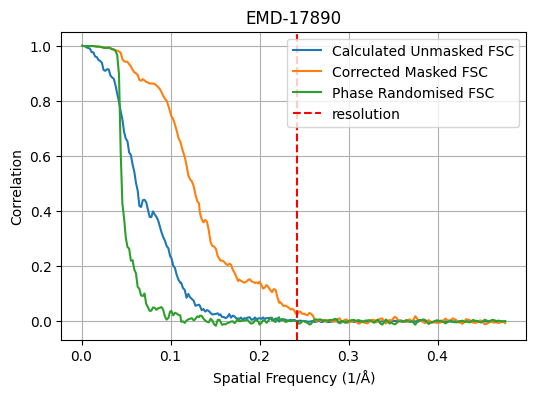 EMD-17890
Calculated Unmasked FSC
Corrected Masked FSC
Phase Randomised FSC
resolution
Correlation
1.0
0.8
0.6
0.4
0.2
0.0
0.0 0.1 0.2 0.3 0.4
Spatial Frequency (1/Å)